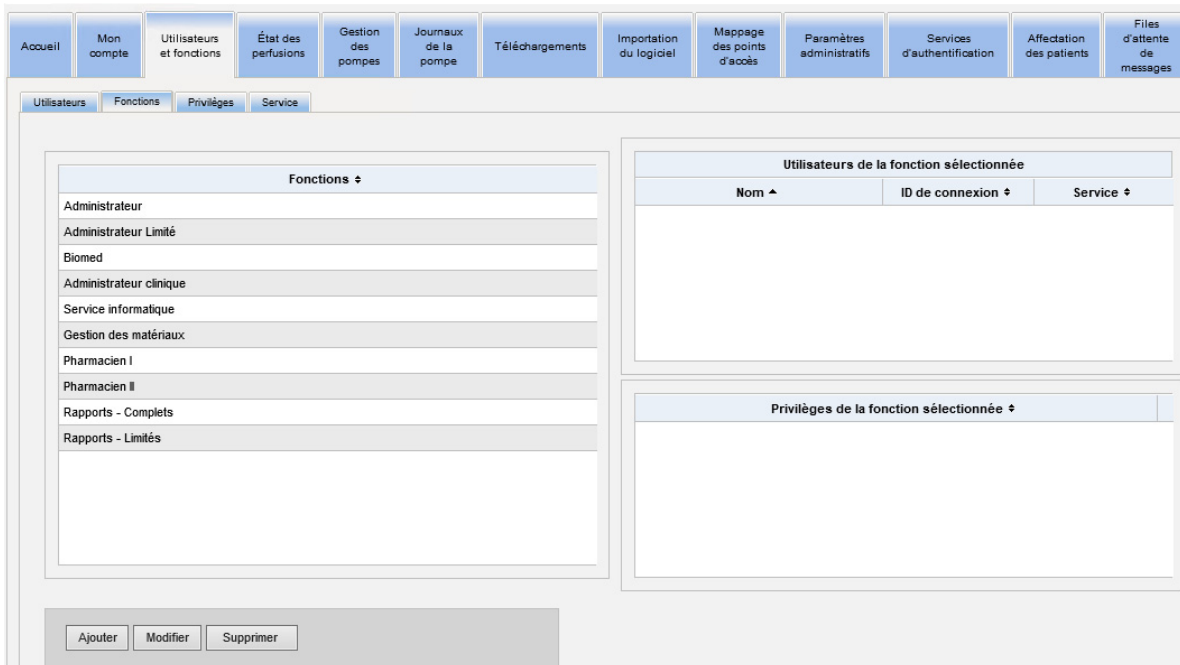 Accueil
Mon
compte
Utilisateurs
et fonctions
État des
perfusions
Gestion
des
pompes
Journaux
de la
pompe
Téléchargements
Importation
du logiciel
Mappage
des points
d'accès
Paramètres
administratifs
Services
d'authentification
Affectation
des patients
Files
d'attente
de
messages
Utilisateurs
Fonctions
Privilèges
Service
Fonctions
Administrateur
Administrateur Limité
Biomed
Administrateur clinique
Service informatique
Gestion des matériaux
Pharmacien I
Pharmacien II
Rapports - Complets
Rapports - Limités
Utilisateurs de la fonction sélectionnée
Nom
ID de connexion
Service
Privilèges de la fonction sélectionnée
Ajouter
Modifier
Supprimer